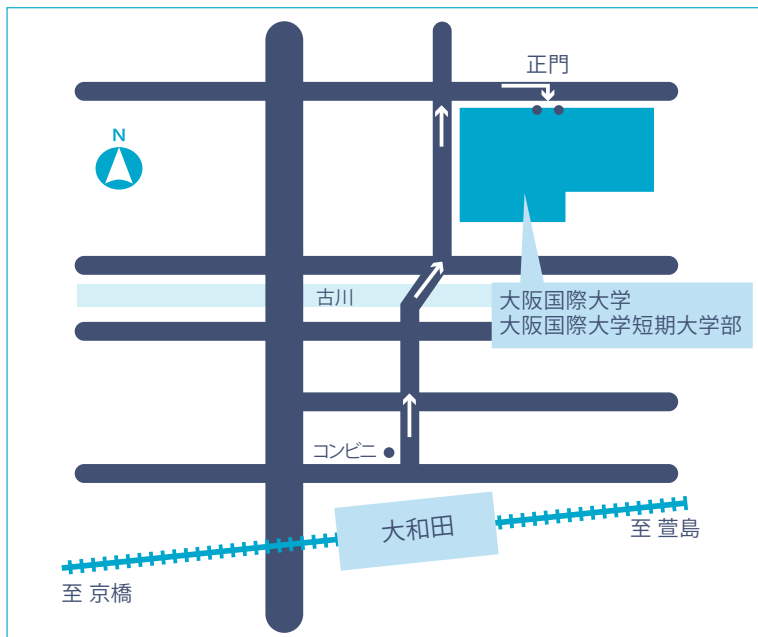 正門
N
古川
大阪国際大学
大阪国際大学短期大学部
コンビニ
大和田
至 萱島
至 京橋